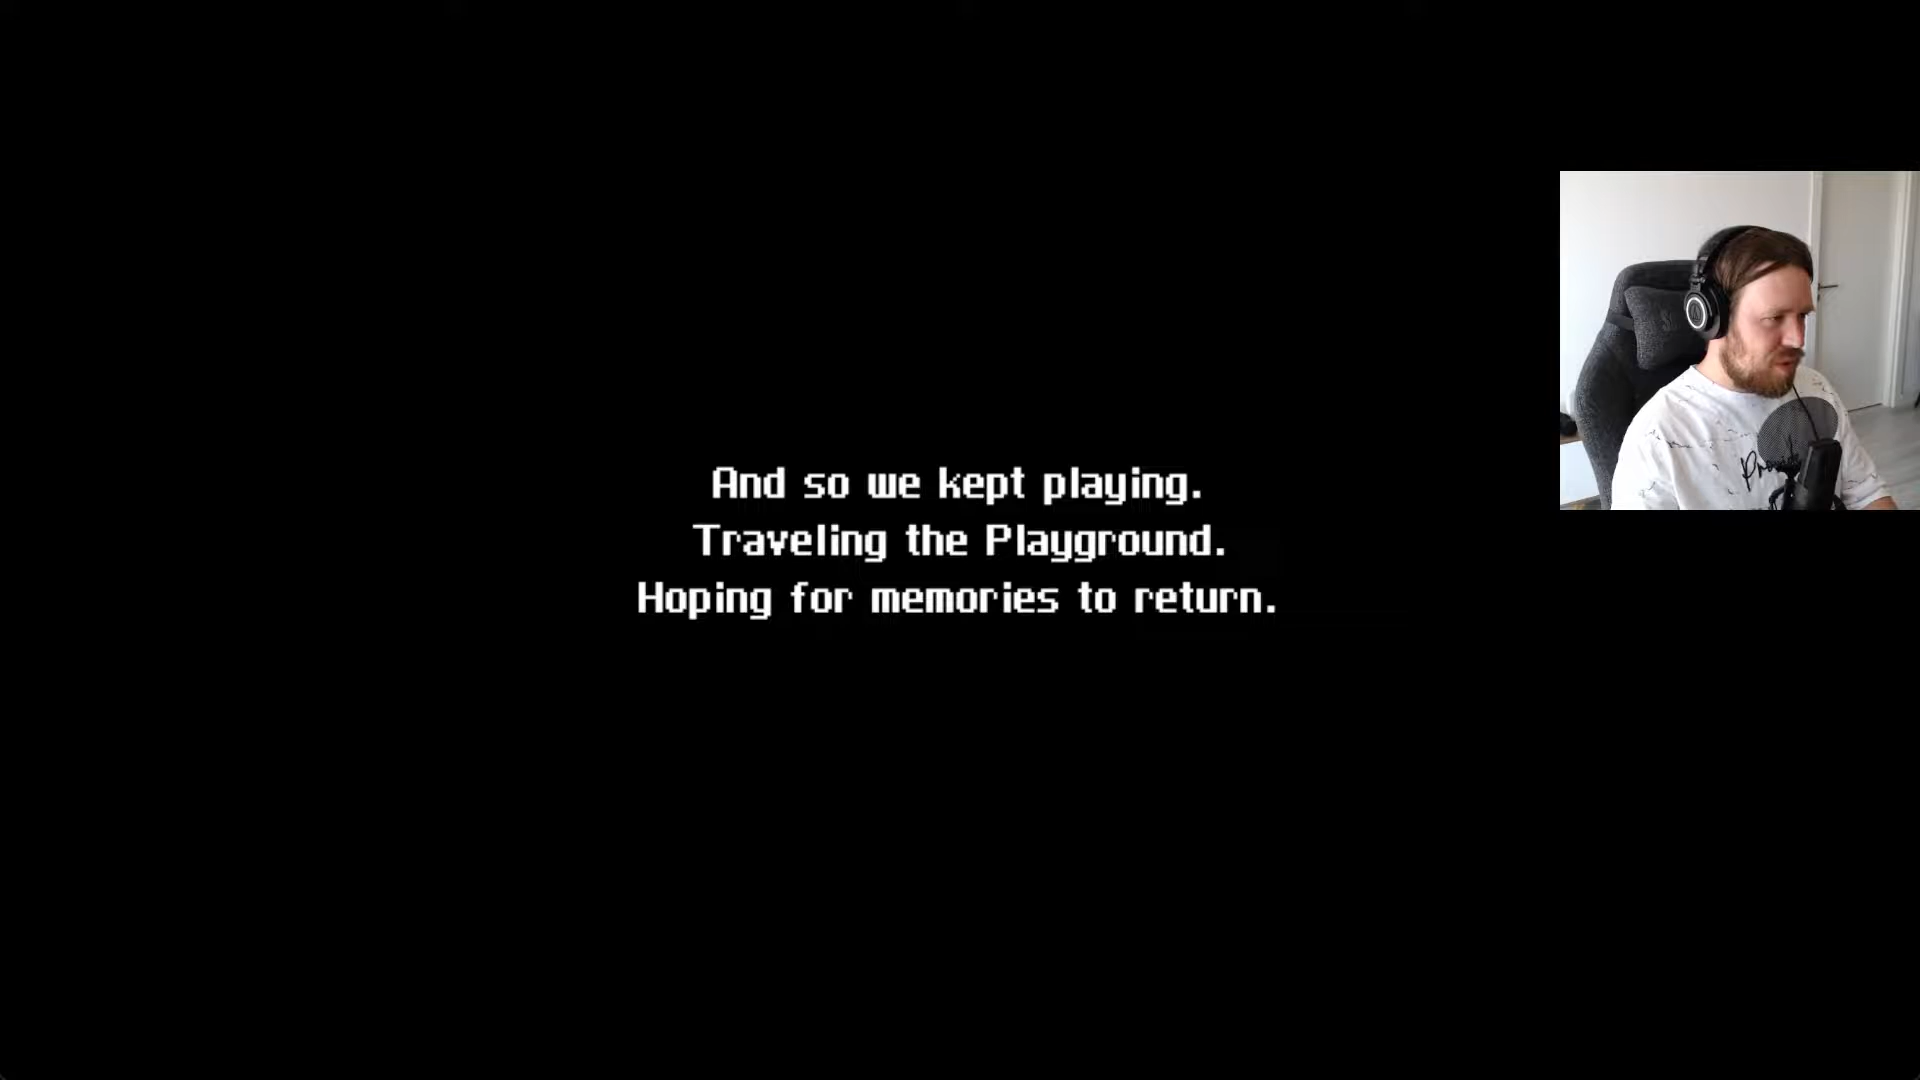 And so we kept playing.
Traveling the Playground.
Hoping for memories to return.